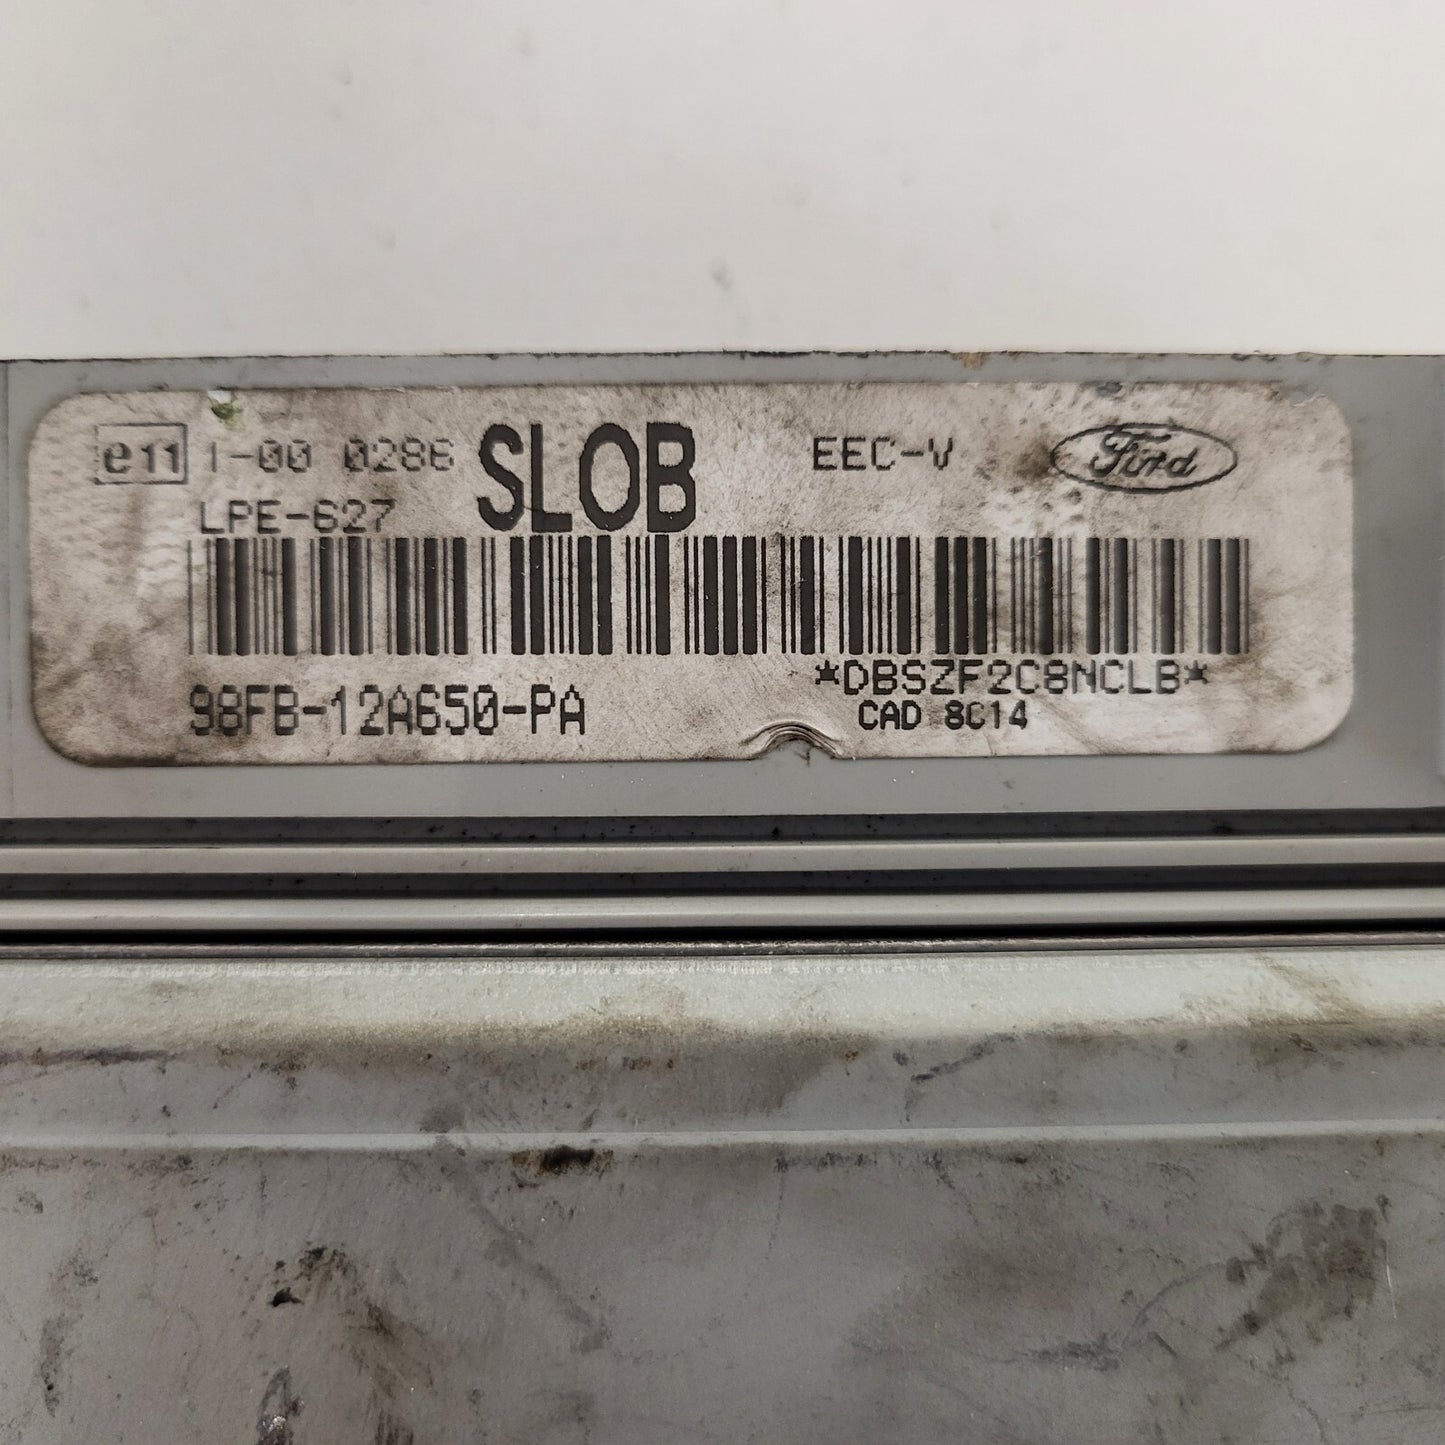 e11 1-00 0286 SLOB EEC-V Ford
LPE-627
*DBSZF2C8NCLB*
98FB-12A650-PA
CAD 8C14